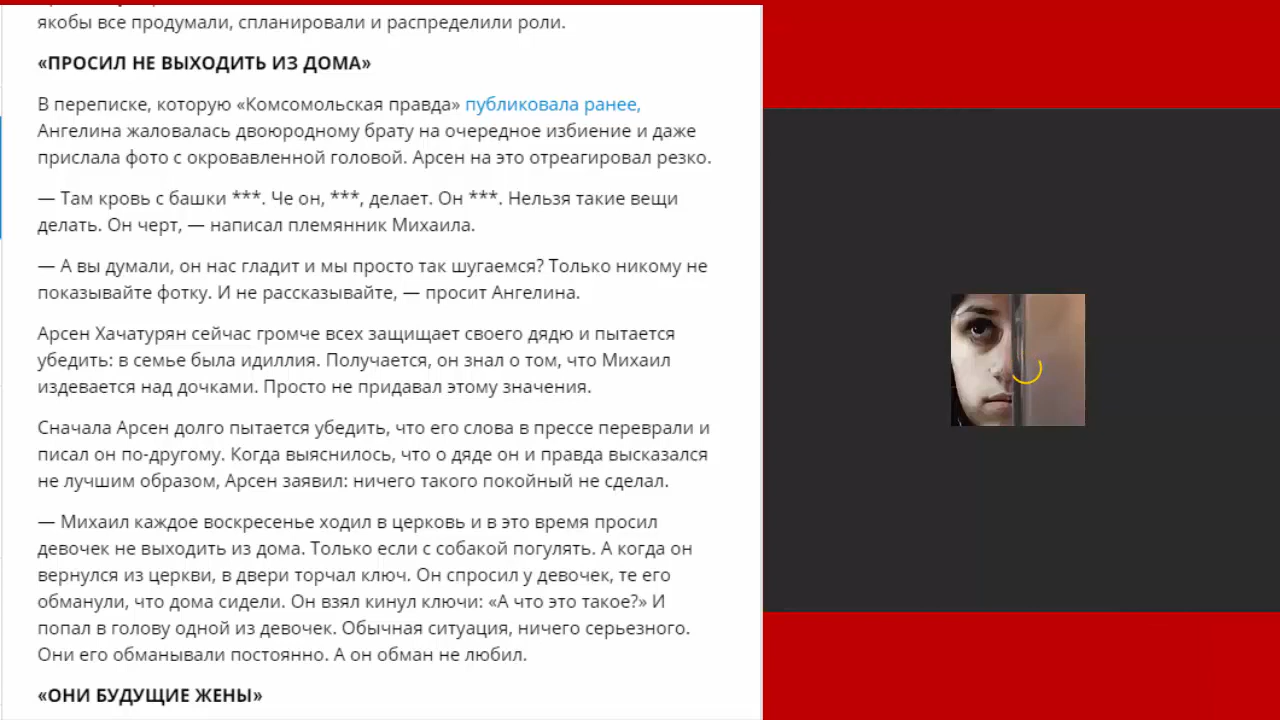 якобы все продумали, спланировали и распределили роли.
«ПРОСИЛ НЕ ВЫХОДИТЬ ИЗ ДОМА»
В переписке, которую «Комсомольская правда» публиковала ранее,
Ангелина жаловалась двоюродному брату на очередное избиение и даже
прислала фото с окровавленной головой. Арсен на это отреагировал резко.
— Там кровь с башки ***. Че он, ***, делает. Он ***. Нельзя такие вещи
делать. Он черт, — написал племянник Михаила.
— А вы думали, он нас гладит и мы просто так шугаемся? Только никому не
показывайте фотку. И не рассказывайте, — просит Ангелина.
Арсен Хачатурян сейчас громче всех защищает своего дядю и пытается
убедить: в семье была идиллия. Получается, он знал о том, что Михаил
издевается над дочками. Просто не придавал этому значения.
Сначала Арсен долго пытается убедить, что его слова в прессе переврали и
писал он по-другому. Когда выяснилось, что о дяде он и правда высказался
не лучшим образом, Арсен заявил: ничего такого покойный не сделал.
— Михаил каждое воскресенье ходил в церковь и в это время просил
девочек не выходить из дома. Только если с собакой погулять. А когда он
вернулся из церкви, в двери торчал ключ. Он спросил у девочек, те его
обманули, что дома сидели. Он взял кинул ключи: «А что это такое?» И
попал в голову одной из девочек. Обычная ситуация, ничего серьезного.
Они его обманывали постоянно. А он обман не любил.
«ОНИ БУДУЩИЕ ЖЕНЫ»